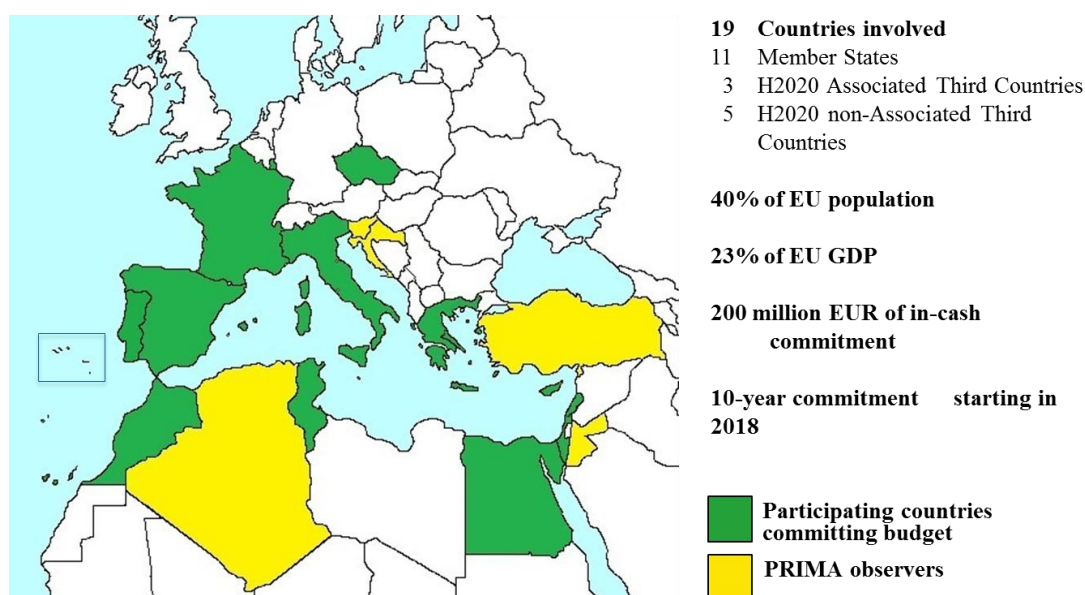 19 Countries involved
11 Member States
3 H2020 Associated Third Countries
5 H2020 non-Associated Third
Countries
40% of EU population
23% of EU GDP
200 million EUR of in-cash
commitment
10-year commitment starting in
2018
Participating countries
committing budget
PRIMA observers